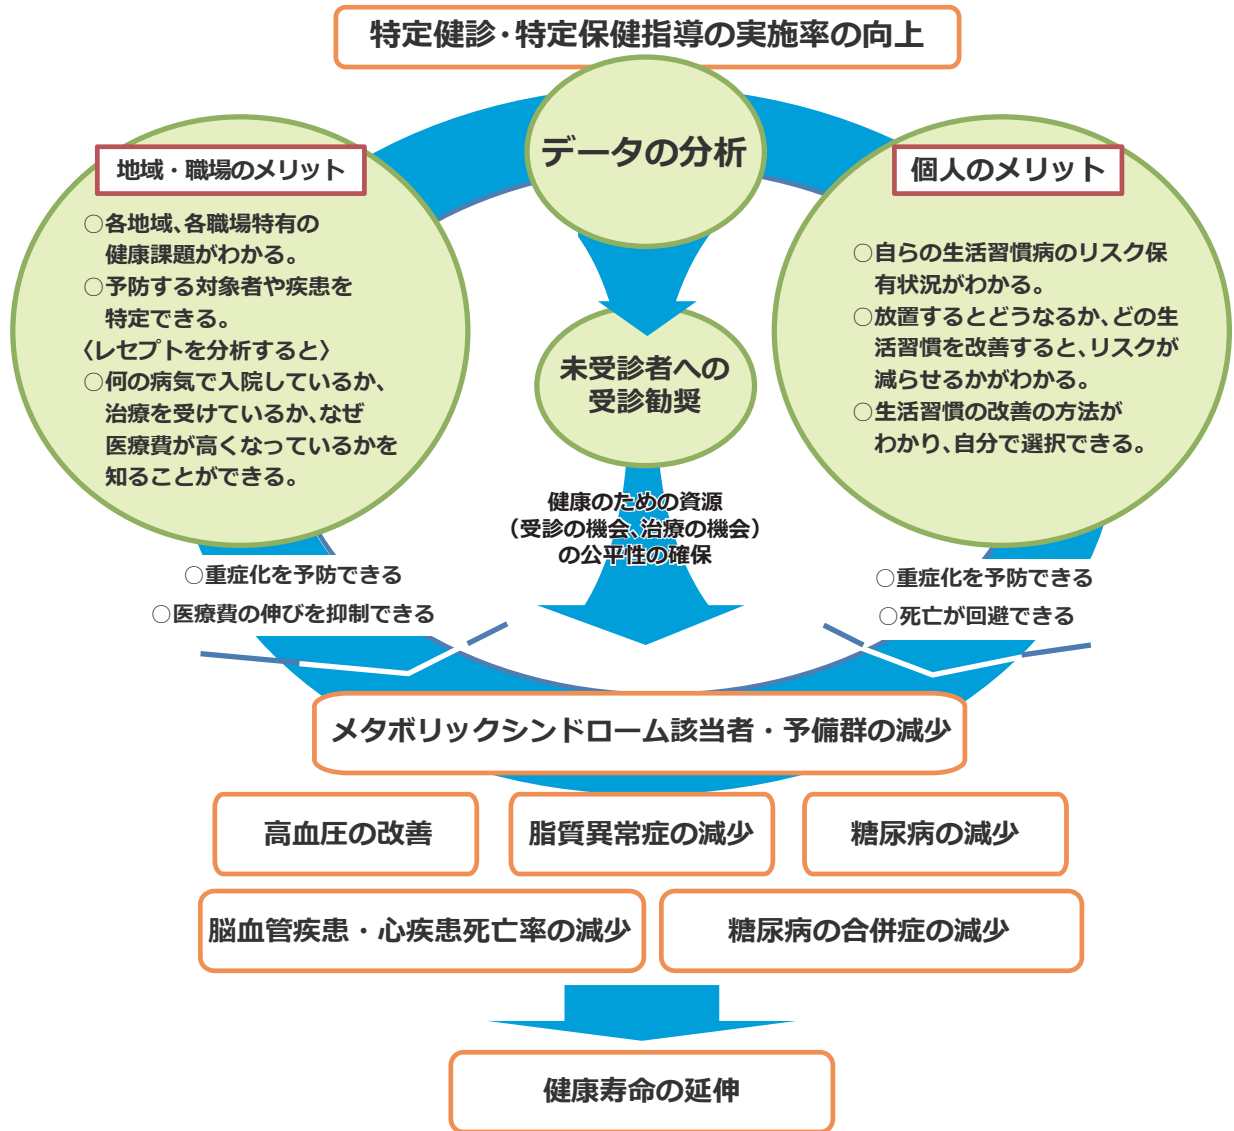 特定健診・特定保健指導の実施率の向上
データの分析
地域・職場のメリット
○各地域、各職場特有の
健康課題がわかる。
○予防する対象者や疾患を
特定できる。
〈レセプトを分析すると〉
○何の病気で入院しているか、
治療を受けているか、なぜ
医療費が高くなっているかを
知ることができる。
○重症化を予防できる
○医療費の伸びを抑制できる
未受診者への
受診勧奨
健康のための資源
（受診の機会、治療の機会）
の公平性の確保
個人のメリット
○自らの生活習慣病のリスク保
有状況がわかる。
○放置するとどうなるか、どの生
活習慣を改善すると、リスクが
減らせるかがわかる。
○生活習慣の改善の方法が
わかり、自分で選択できる。
○重症化を予防できる
○死亡が回避できる
メタボリックシンドローム該当者・予備群の減少
高血圧の改善
脂質異常症の減少
糖尿病の減少
脳血管疾患・心疾患死亡率の減少
糖尿病の合併症の減少
健康寿命の延伸